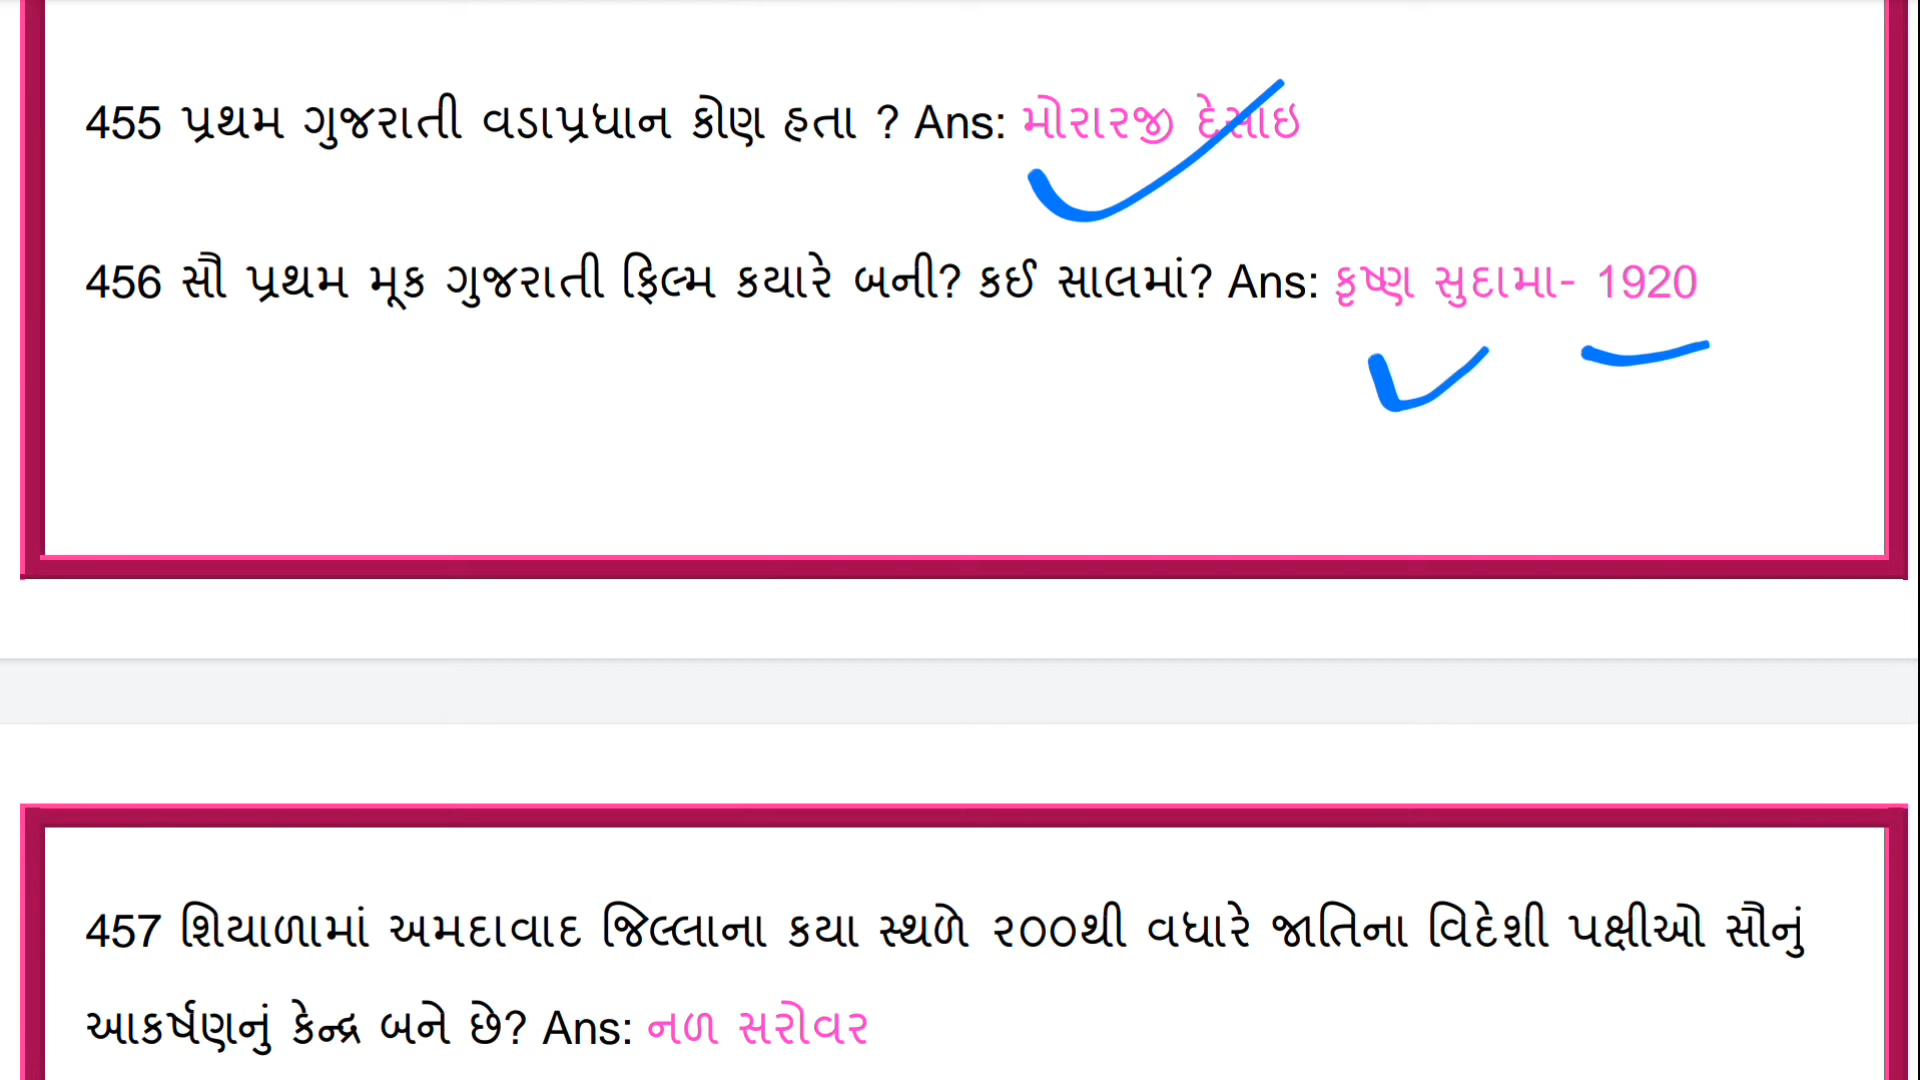 455 પ્રથમ ગુજરાતી વડાપ્રધાન કોણ હતા ? Ans: મોરારજી દેસાઇ
456 સૌ પ્રથમ મૂક ગુજરાતી ફિલ્મ કયારે બની? કઈ સાલમાં? Ans: કૃષ્ણ સુદામા- 1920
457 શિયાળામાં અમદાવાદ જિલ્લાના કયા સ્થળે ૨૦૦થી વધારે જાતિના વિદેશી પક્ષીઓ સૌનું
આકર્ષણનું કેન્દ્ર બને છે? Ans: નળ સરોવર